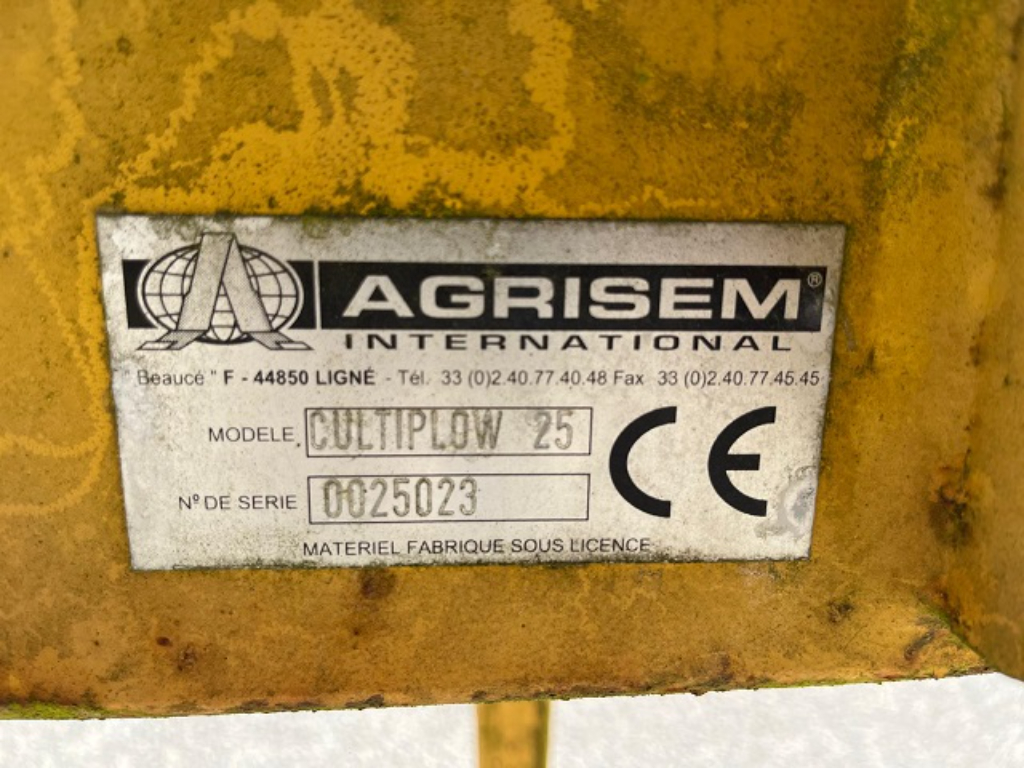 AGRISEM®
INTERNATIONAL
"Beaucé" F - 44850 LIGNÉ - Tél. 33 (0)2.40.77.40.48 Fax 33 (0)2.40.77.45.45
MODELE CULTIPLOW 25
CE
N° DE SERIE 0025023
MATERIEL FABRIQUE SOUS LICENCE